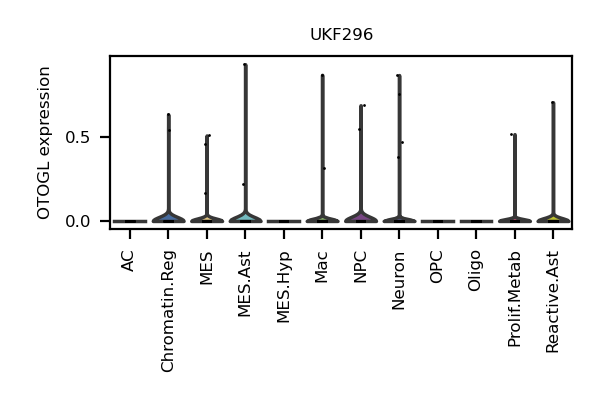 UKF296
OTOGL expression
0.5
0.0
AC
Chromatin.Reg
MES
MES.Ast
MES.Hyp
Mac
NPC
Neuron
OPC
Oligo
Prolif.Metab
Reactive.Ast